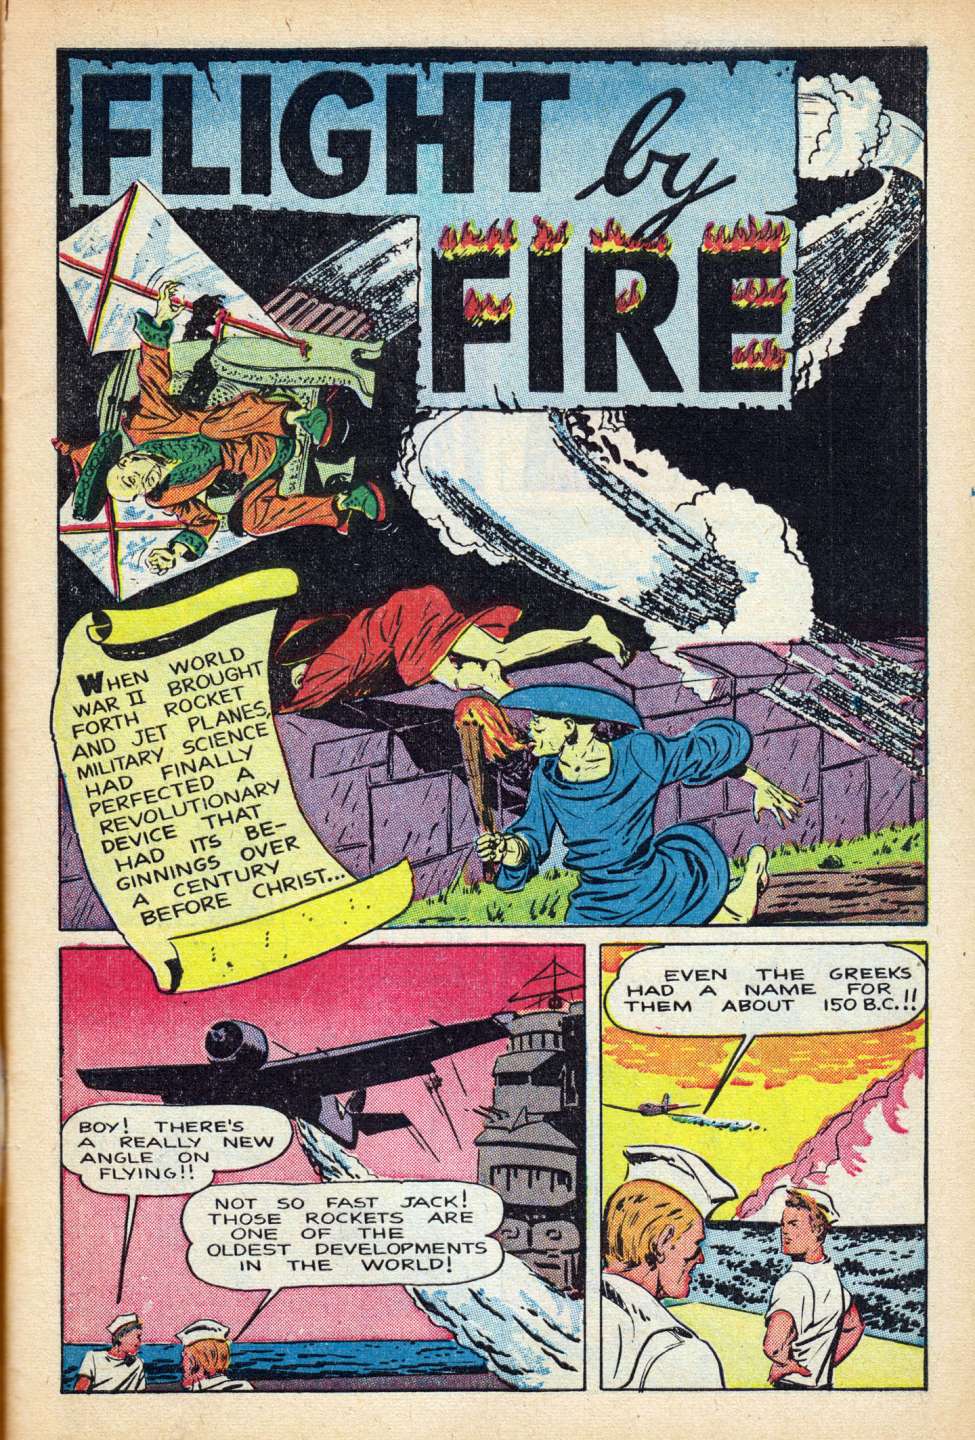 FLIGHT by
FIRE
WHEN WORLD
WAR II BROUGHT
FORTH ROCKET
AND JET PLANES,
MILITARY SCIENCE
HAD FINALLY
PERFECTED A
REVOLUTIONARY
DEVICE THAT
HAD ITS BE-
GINNINGS OVER
A CENTURY
BEFORE CHRIST...
BOY! THERE'S
A REALLY NEW
ANGLE ON
FLYING!!
NOT SO FAST JACK!
THOSE ROCKETS ARE
ONE OF THE
OLDEST DEVELOPMENTS
IN THE WORLD!
EVEN THE GREEKS
HAD A NAME FOR
THEM ABOUT 150 B.C.!!